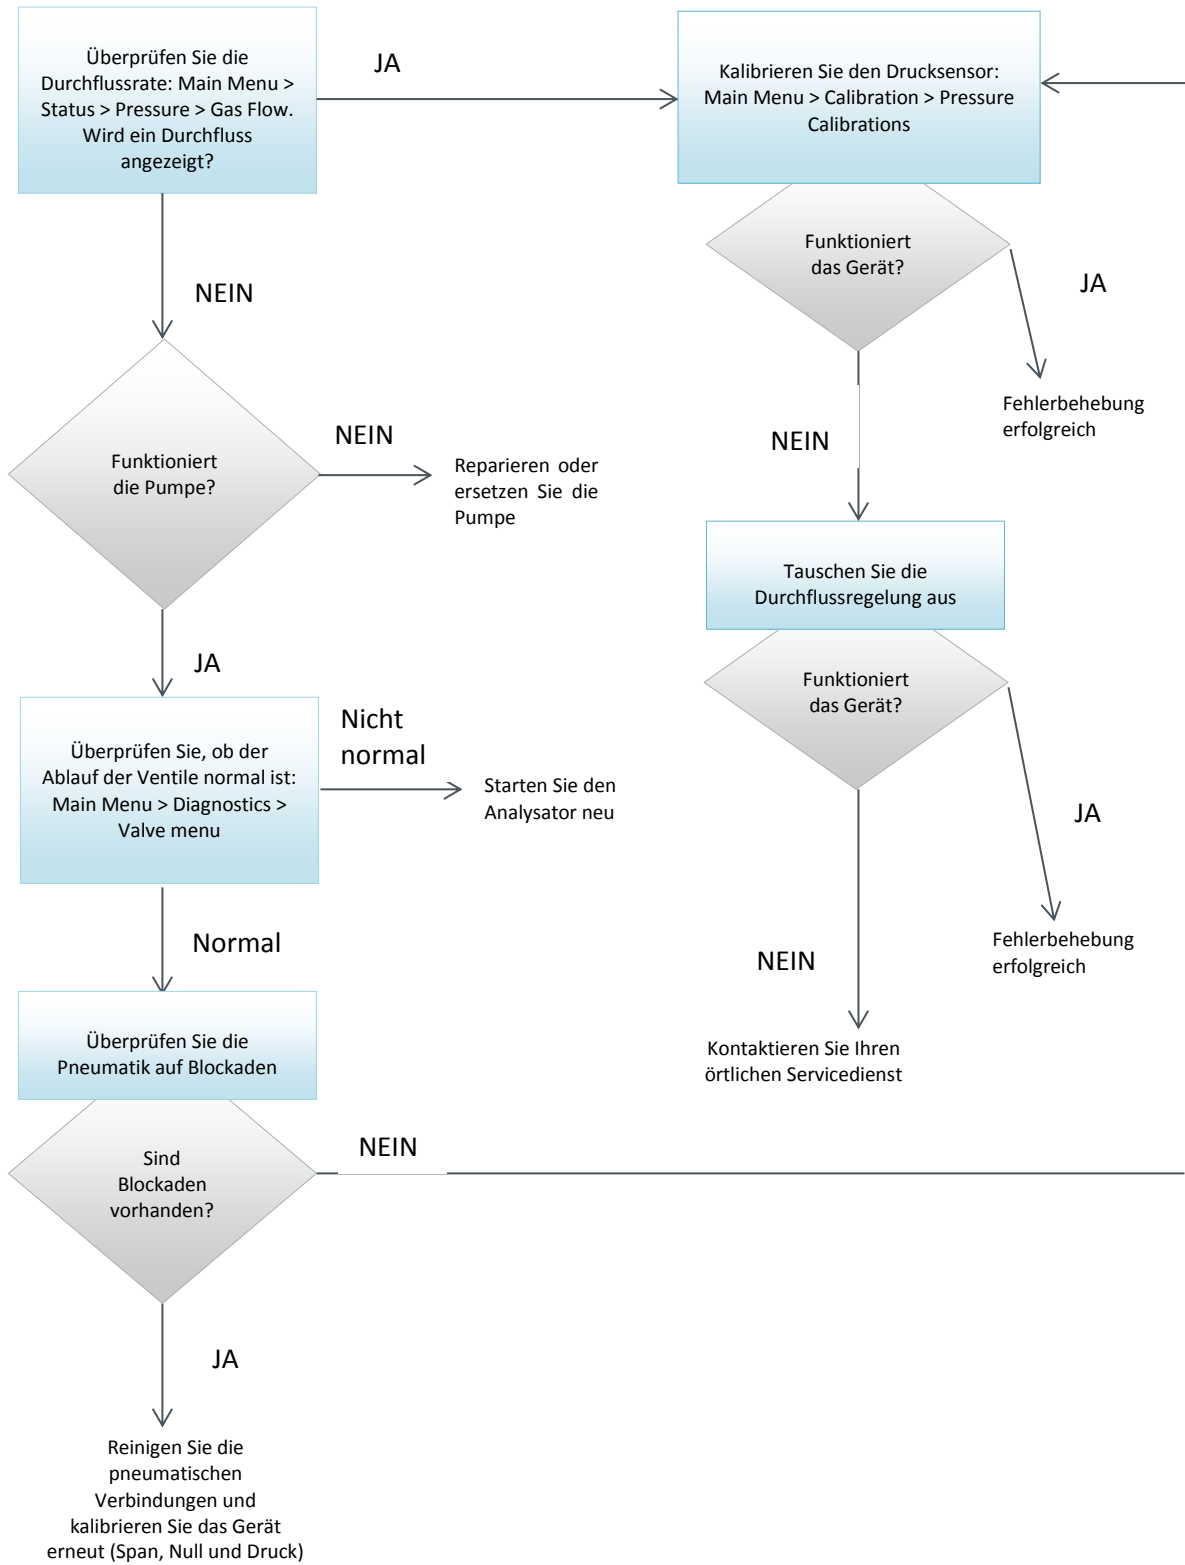 Überprüfen Sie die
Durchflussrate: Main Menu >
Status > Pressure > Gas Flow.
Wird ein Durchfluss
angezeigt?
JA
NEIN
Funktioniert
die Pumpe?
NEIN
Reparieren oder
ersetzen Sie die
Pumpe
JA
Überprüfen Sie, ob der
Ablauf der Ventile normal ist:
Main Menu > Diagnostics >
Valve menu
Nicht
normal
Starten Sie den
Analysator neu
Normal
Überprüfen Sie die
Pneumatik auf Blockaden
Sind
Blockaden
vorhanden?
NEIN
JA
Reinigen Sie die
pneumatischen
Verbindungen und
kalibrieren Sie das Gerät
erneut (Span, Null und Druck)
Kalibrieren Sie den Drucksensor:
Main Menu > Calibration > Pressure
Calibrations
Funktioniert
das Gerät?
JA
Fehlerbehebung
erfolgreich
NEIN
Tauschen Sie die
Durchflussregelung aus
Funktioniert
das Gerät?
JA
Fehlerbehebung
erfolgreich
NEIN
Kontaktieren Sie Ihren
örtlichen Servicedienst